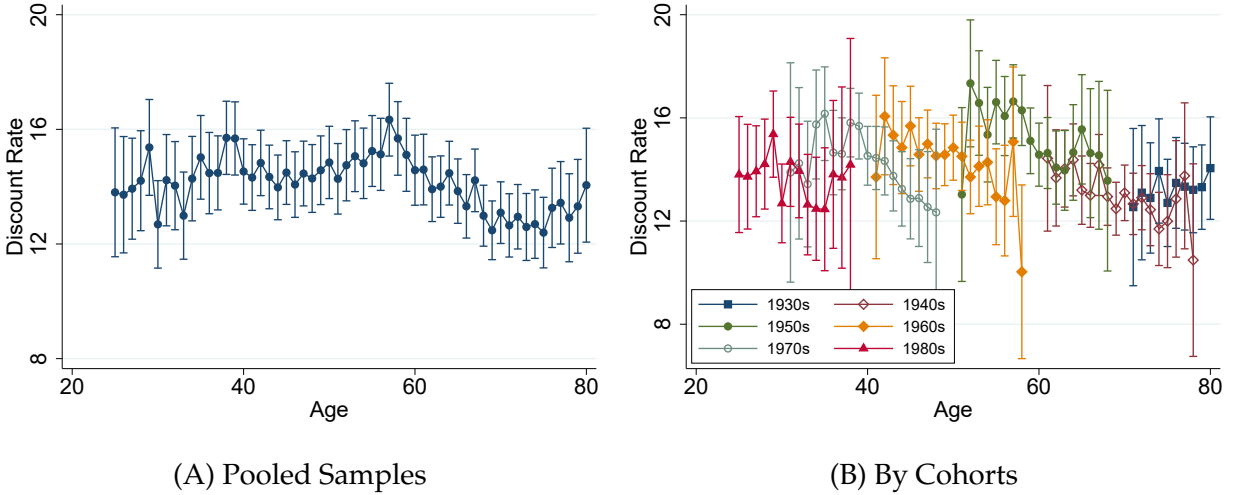 20
16
12
8
Discount Rate
20
40
60
80
Age
(A) Pooled Samples
20
16
12
8
Discount Rate
1930s
1940s
1950s
1960s
1970s
1980s
20
40
60
80
Age
(B) By Cohorts